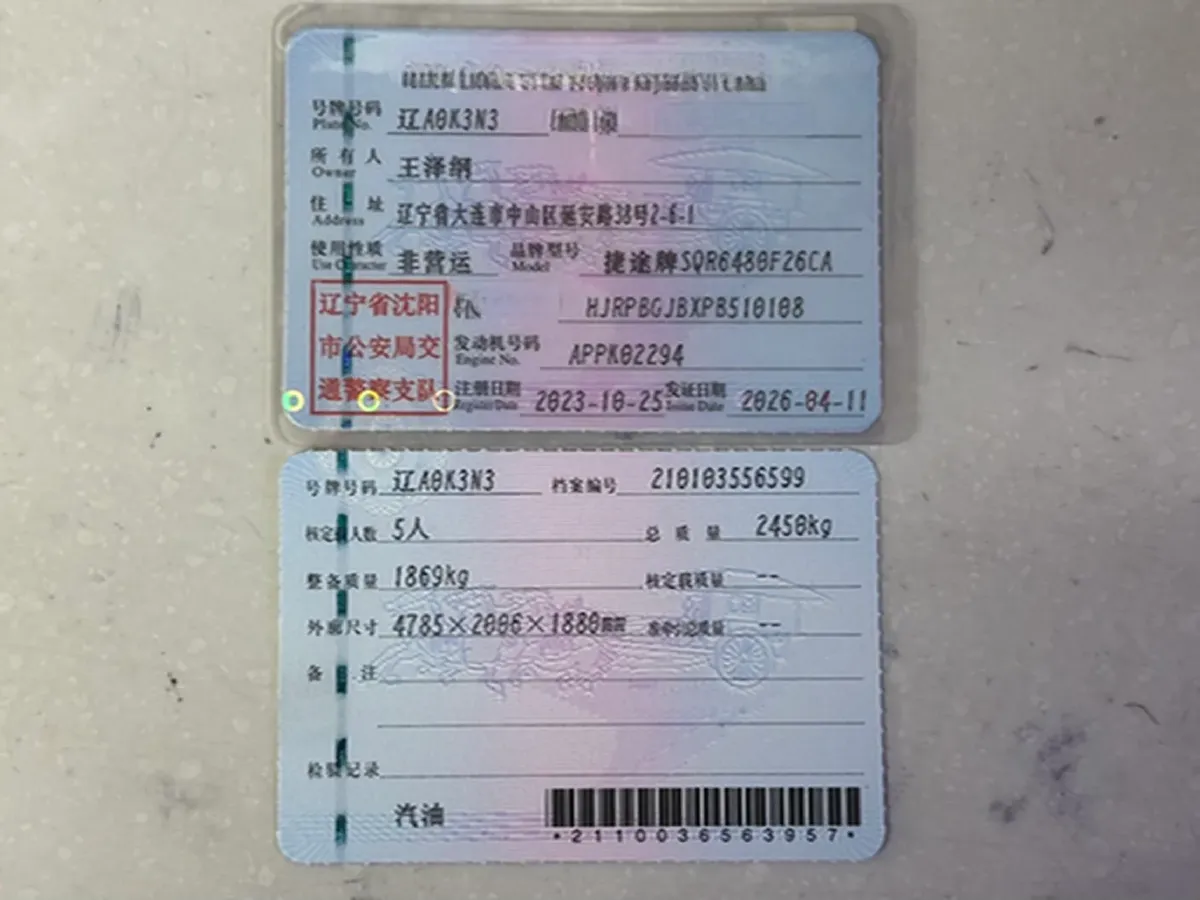 号牌号码 辽A0K3N3
Plate No.
所有人 王泽纲
Owner
住址 辽宁省大连市中山区延安路38号2-6-1
Address
使用性质 非营运 品牌型号 捷途牌SQR6480F26CA
Use Character Model
辽宁省沈阳
市公安局交
通警察支队
HJRPBGJBXPB510108
发动机号码 APPK02294
Engine No.
注册日期 2023-10-25 发证日期 2026-04-11
Register Date Issue Date
号牌号码 辽A0K3N3 档案编号 210103556599
核定载人数 5人 总质量 2450kg
整备质量 1869kg 核定载质量 --
外廓尺寸 4785×2006×1880 --
备注
检验记录
汽油
*2110036563957*